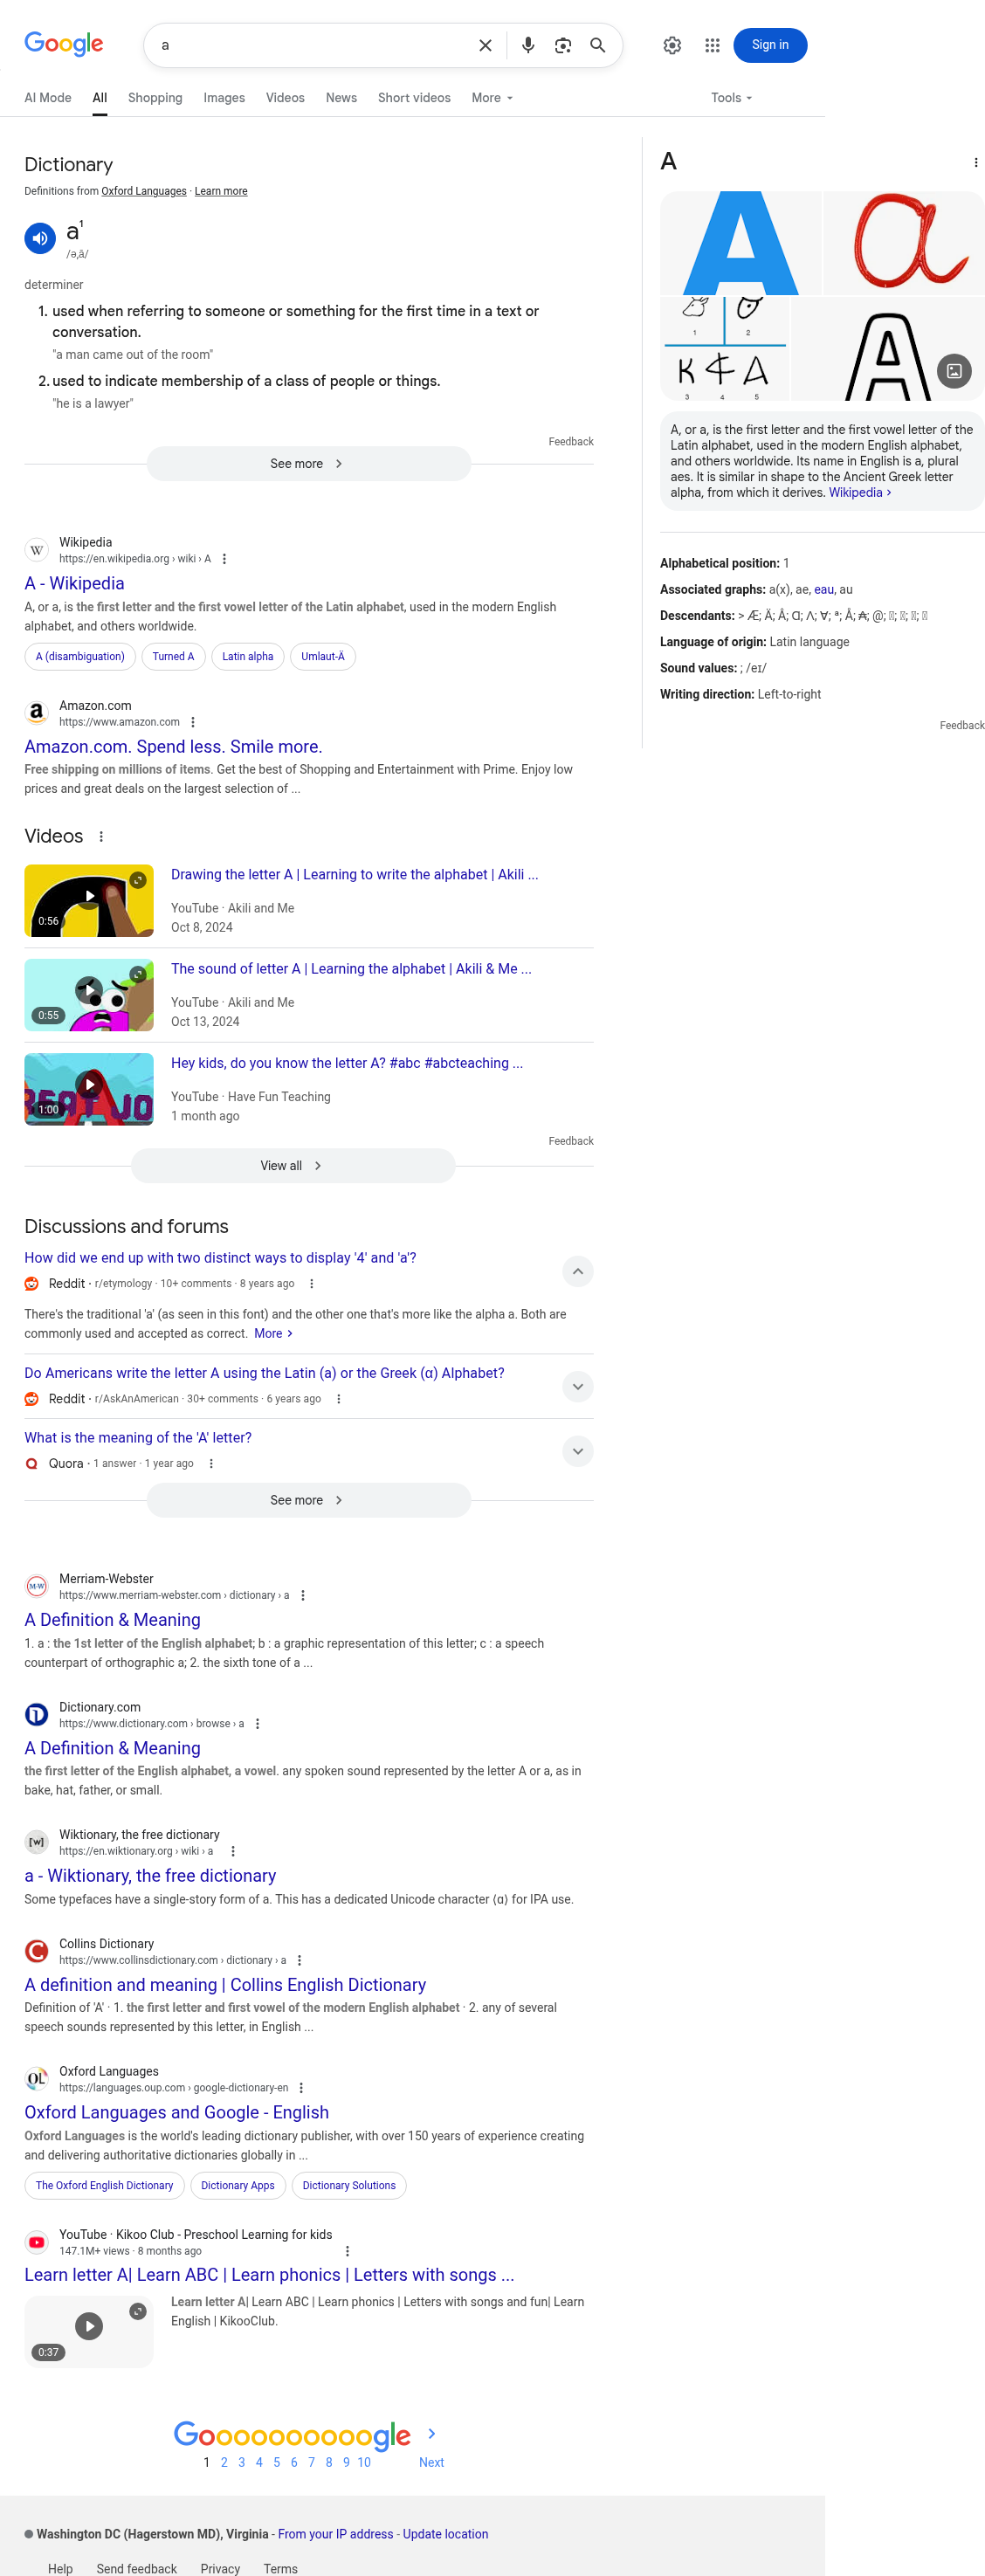 Google
a
Sign in
AI Mode
All
Shopping
Images
Videos
News
Short videos
More
Tools
Dictionary
Definitions from Oxford Languages · Learn more
a¹
/ə,ā/
determiner
1. used when referring to someone or something for the first time in a text or
conversation.
"a man came out of the room"
2. used to indicate membership of a class of people or things.
"he is a lawyer"
Feedback
See more
Wikipedia
https://en.wikipedia.org › wiki › A
A - Wikipedia
A, or a, is the first letter and the first vowel letter of the Latin alphabet, used in the modern English
alphabet, and others worldwide.
A (disambiguation)
Turned A
Latin alpha
Umlaut-Ä
Amazon.com
https://www.amazon.com
Amazon.com. Spend less. Smile more.
Free shipping on millions of items. Get the best of Shopping and Entertainment with Prime. Enjoy low
prices and great deals on the largest selection of ...
Videos
0:56
Drawing the letter A | Learning to write the alphabet | Akili ...
YouTube · Akili and Me
Oct 8, 2024
0:55
The sound of letter A | Learning the alphabet | Akili & Me ...
YouTube · Akili and Me
Oct 13, 2024
1:00
Hey kids, do you know the letter A? #abc #abcteaching ...
YouTube · Have Fun Teaching
1 month ago
Feedback
View all
Discussions and forums
How did we end up with two distinct ways to display '4' and 'a'?
Reddit · r/etymology · 10+ comments · 8 years ago
There's the traditional 'a' (as seen in this font) and the other one that's more like the alpha a. Both are
commonly used and accepted as correct. More
Do Americans write the letter A using the Latin (a) or the Greek (α) Alphabet?
Reddit · r/AskAnAmerican · 30+ comments · 6 years ago
What is the meaning of the 'A' letter?
Quora · 1 answer · 1 year ago
See more
Merriam-Webster
https://www.merriam-webster.com › dictionary › a
A Definition & Meaning
1. a : the 1st letter of the English alphabet; b : a graphic representation of this letter; c : a speech
counterpart of orthographic a; 2. the sixth tone of a ...
Dictionary.com
https://www.dictionary.com › browse › a
A Definition & Meaning
the first letter of the English alphabet, a vowel. any spoken sound represented by the letter A or a, as in
bake, hat, father, or small.
Wiktionary, the free dictionary
https://en.wiktionary.org › wiki › a
a - Wiktionary, the free dictionary
Some typefaces have a single-story form of a. This has a dedicated Unicode character ⟨ɑ⟩ for IPA use.
Collins Dictionary
https://www.collinsdictionary.com › dictionary › a
A definition and meaning | Collins English Dictionary
Definition of 'A' · 1. the first letter and first vowel of the modern English alphabet · 2. any of several
speech sounds represented by this letter, in English ...
Oxford Languages
https://languages.oup.com › google-dictionary-en
Oxford Languages and Google - English
Oxford Languages is the world's leading dictionary publisher, with over 150 years of experience creating
and delivering authoritative dictionaries globally in ...
The Oxford English Dictionary
Dictionary Apps
Dictionary Solutions
YouTube · Kikoo Club - Preschool Learning for kids
147.1M+ views · 8 months ago
Learn letter A| Learn ABC | Learn phonics | Letters with songs ...
0:37
Learn letter A| Learn ABC | Learn phonics | Letters with songs and fun| Learn
English | KikooClub.
Goooooooooogle
1 2 3 4 5 6 7 8 9 10 Next
Washington DC (Hagerstown MD), Virginia - From your IP address - Update location
Help
Send feedback
Privacy
Terms
A
A
a
1 2
3 4 5
A
A, or a, is the first letter and the first vowel letter of the
Latin alphabet, used in the modern English alphabet,
and others worldwide. Its name in English is a, plural
aes. It is similar in shape to the Ancient Greek letter
alpha, from which it derives. Wikipedia
Alphabetical position: 1
Associated graphs: a(x), ae, eau, au
Descendants: > Æ; Ä; Â; Ɑ; Λ; Ɐ; ª; Å; ₳; @;
Language of origin: Latin language
Sound values: ; /eɪ/
Writing direction: Left-to-right
Feedback